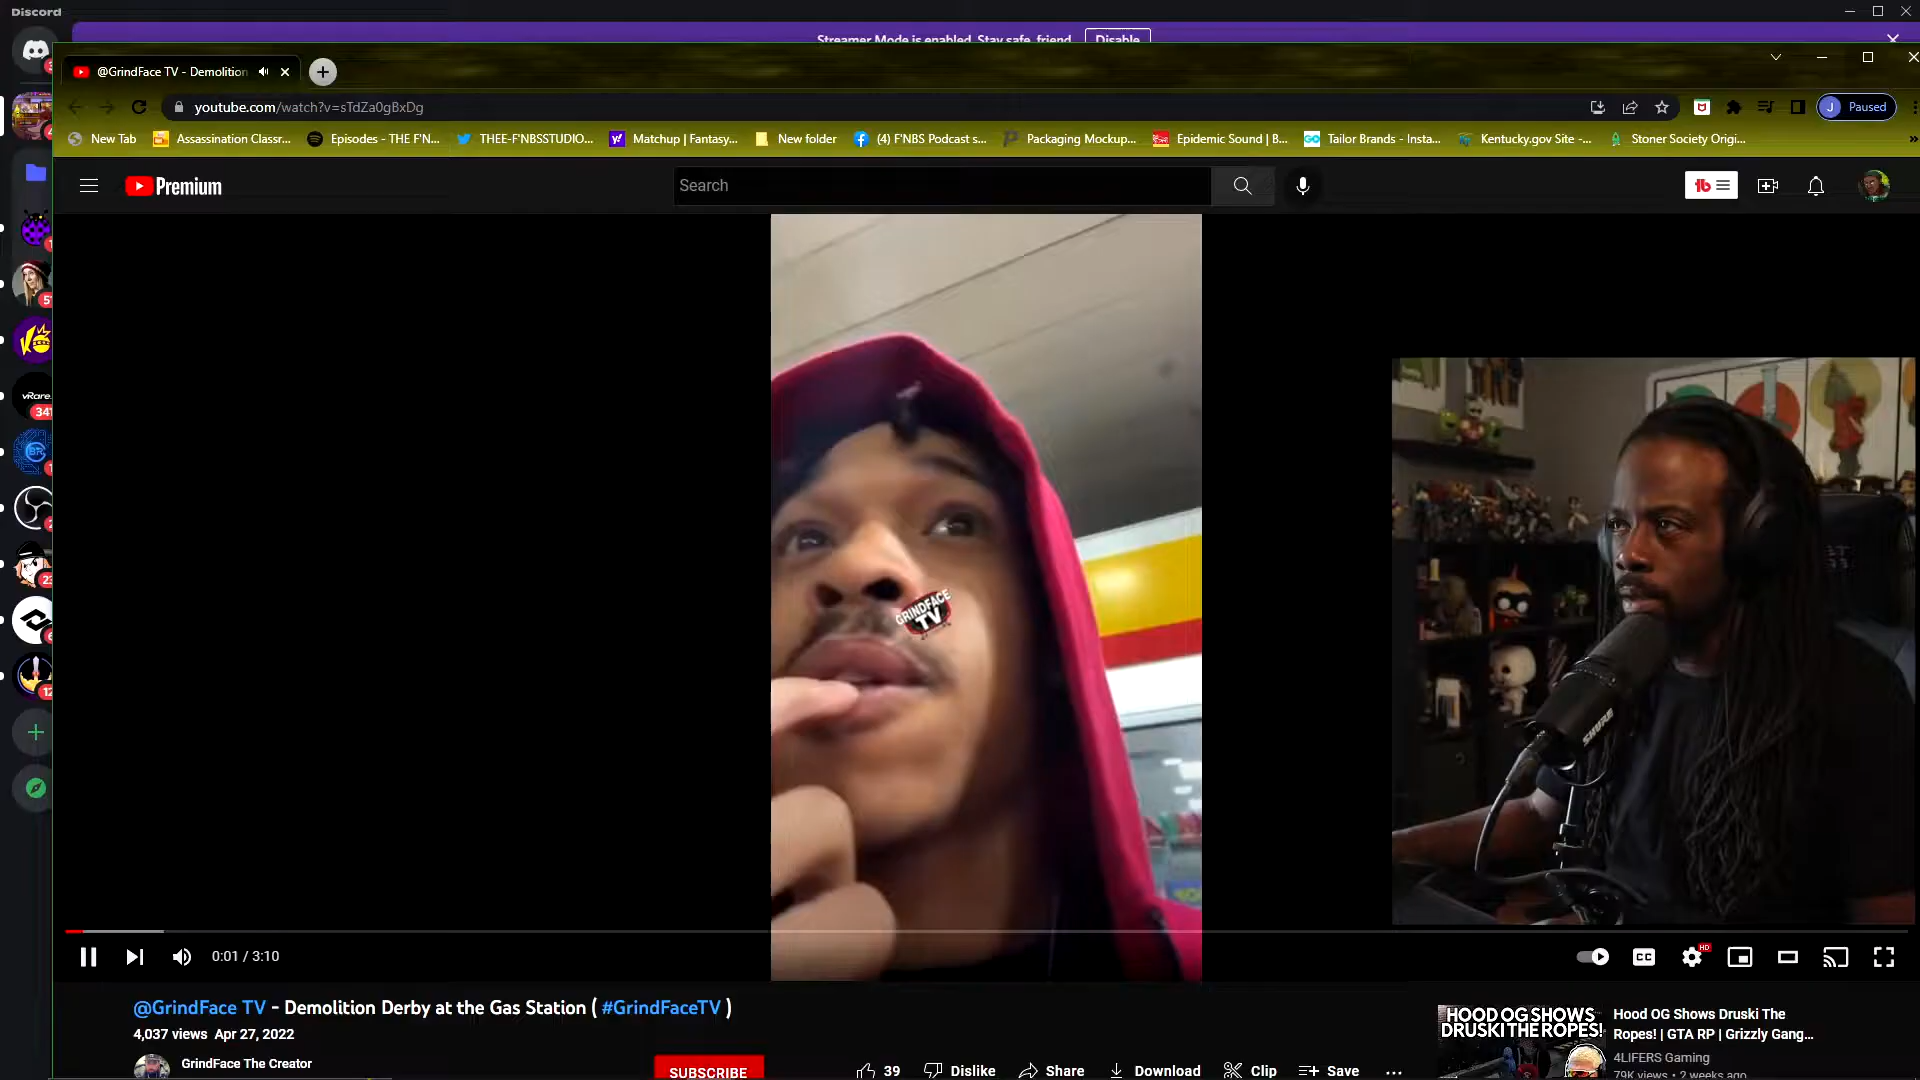 Discord
Streamer Mode is enabled. Stay safe, friend.
Disable
@GrindFace TV - Demolition
youtube.com/watch?v=sTdZa0gBxDg
J Paused
New Tab
Assassination Classr...
Episodes - THE F'N...
THEE-F'NBSSTUDIO...
Matchup | Fantasy...
New folder
(4) F'NBS Podcast s...
Packaging Mockup...
Epidemic Sound | B...
Tailor Brands - Insta...
Kentucky.gov Site -...
Stoner Society Origi...
Premium
Search
tb
GRINDFACE
TV
vRare
341
SHURE
0:01 / 3:10
CC
HD
@GrindFace TV - Demolition Derby at the Gas Station ( #GrindFaceTV )
4,037 views Apr 27, 2022
GrindFace The Creator
SUBSCRIBE
39
Dislike
Share
Download
Clip
Save
HOOD OG SHOWS
DRUSKI THE ROPES!
Hood OG Shows Druski The
Ropes! | GTA RP | Grizzly Gang...
4LIFERS Gaming
79K views • 2 weeks ago